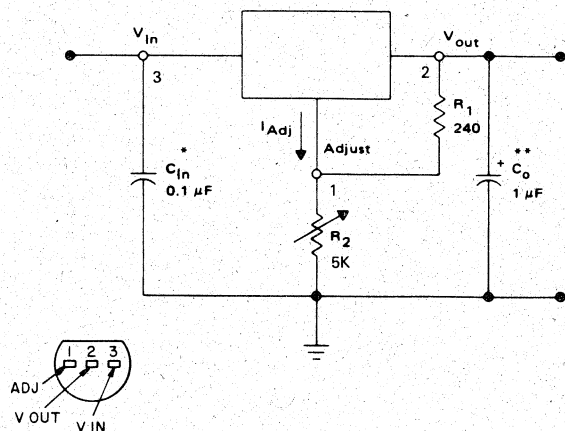 Vin
Vout
3
2
R1
240
IAdj
Adjust
*
Cin
0.1 µF
+
**
Co
1 µF
1
R2
5K
1 2 3
ADJ
V OUT
V IN